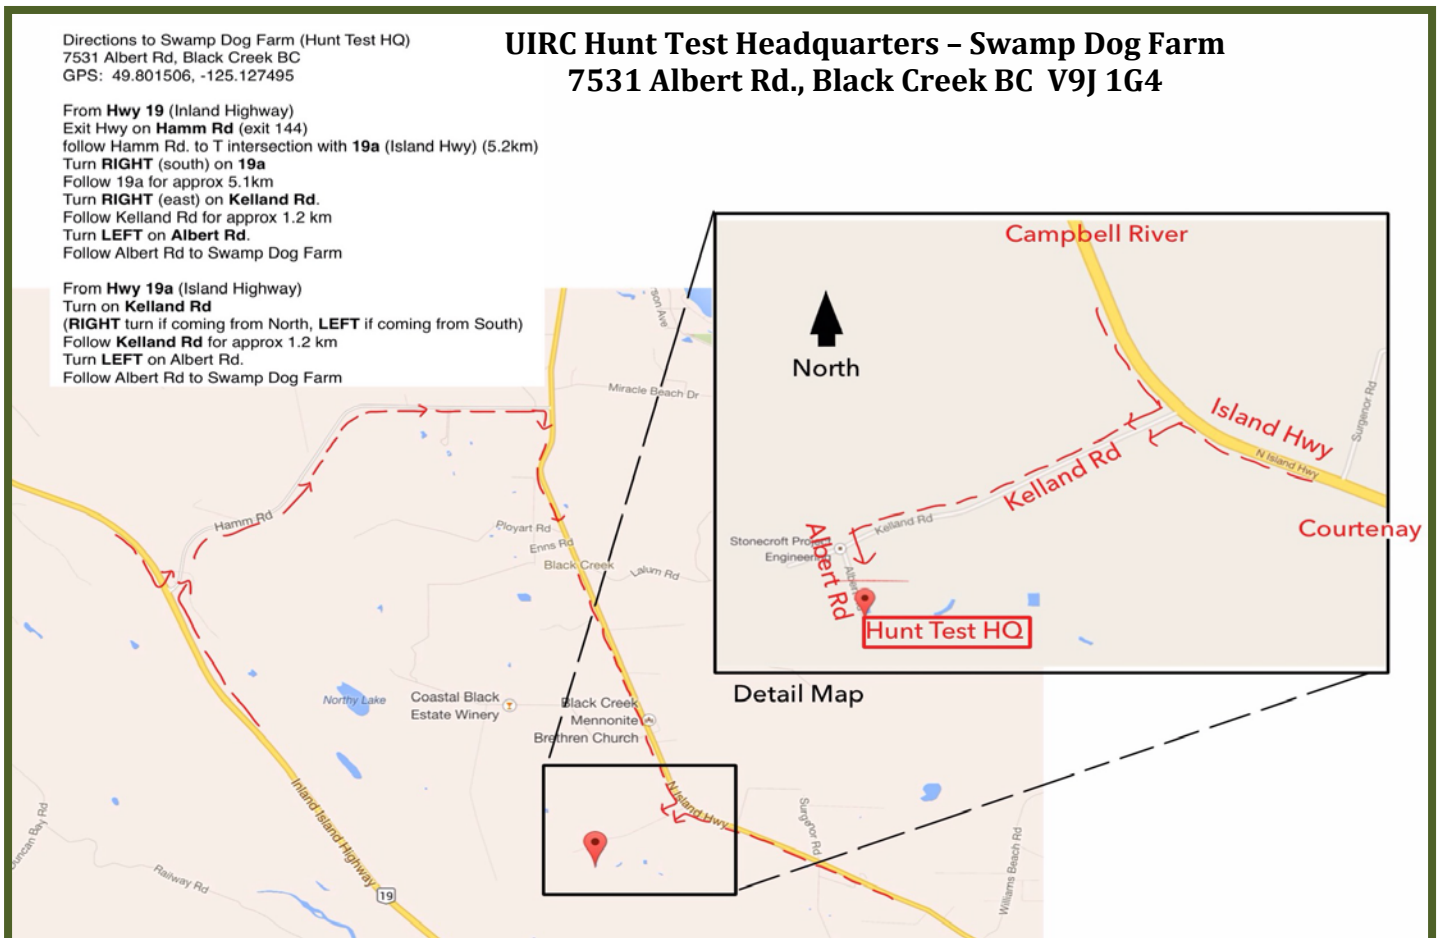 UIRC Hunt Test Headquarters – Swamp Dog Farm
7531 Albert Rd., Black Creek BC  V9J 1G4
Directions to Swamp Dog Farm (Hunt Test HQ)
7531 Albert Rd, Black Creek BC
GPS:  49.801506, -125.127495
From Hwy 19 (Inland Highway)
Exit Hwy on Hamm Rd (exit 144)
follow Hamm Rd. to T intersection with 19a (Island Hwy) (5.2km)
Turn RIGHT (south) on 19a
Follow 19a for approx 5.1km
Turn RIGHT (east) on Kelland Rd.
Follow Kelland Rd for approx 1.2 km
Turn LEFT on Albert Rd.
Follow Albert Rd to Swamp Dog Farm
From Hwy 19a (Island Highway)
Turn on Kelland Rd
(RIGHT turn if coming from North, LEFT if coming from South)
Follow Kelland Rd for approx 1.2 km
Turn LEFT on Albert Rd.
Follow Albert Rd to Swamp Dog Farm
Campbell River
North
Island Hwy
N Island Hwy
Surgenor Rd
Kelland Rd
Kelland Rd
Courtenay
Stonecroft
Engineering
Albert Rd
Albert
Hunt Test HQ
Detail Map
Miracle Beach Dr
Hamm Rd
Ployart Rd
Enns Rd
Black Creek
Lalum Rd
Northy Lake
Coastal Black
Estate Winery
Black Creek
Mennonite
Brethren Church
N Island Hwy
Surgenor Rd
Inland Island Highway
19
Railway Rd
Bay Rd
Williams Beach Rd